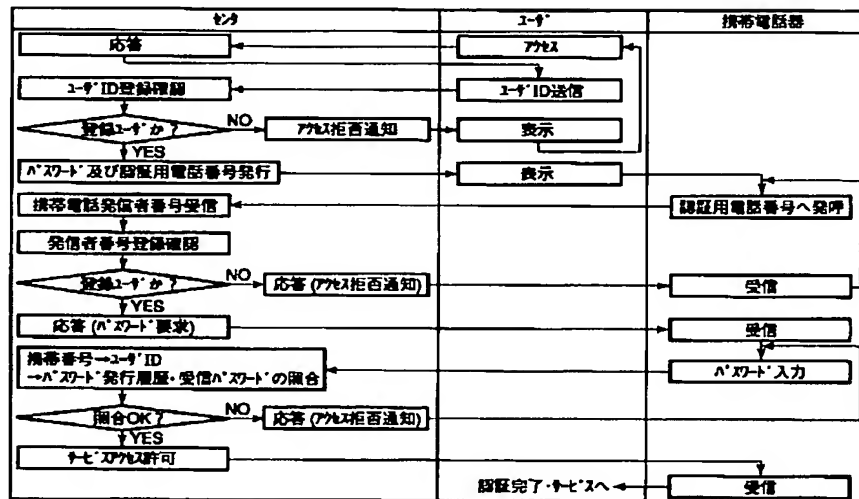 センタ ユーザ 携帯電話器
応答 アクセス
ユーザID登録確認 ユーザID送信
登録ユーザか? NO アクセス拒否通知 表示
YES
パスワード及び認証用電話番号発行 表示
携帯電話発信者番号受信 認証用電話番号へ発呼
発信者番号登録確認
登録ユーザか? NO 応答(アクセス拒否通知) 受信
YES
応答(パスワード要求) 受信
携帯番号→ユーザID
→パスワード発行履歴・受信パスワードの照合 パスワード入力
照合OK? NO 応答(アクセス拒否通知)
YES
サービスアクセス許可
認証完了・サービスへ 受信